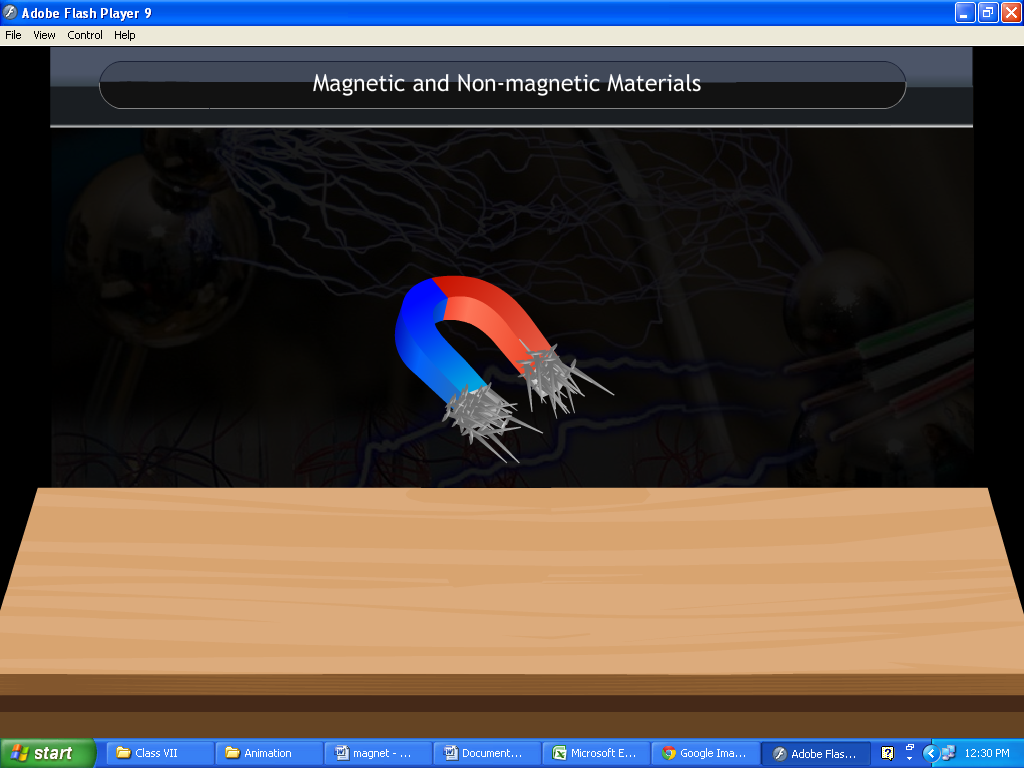 Adobe Flash Player 9
File View Control Help
Magnetic and Non-magnetic Materials
start Class VII Animation magnet - ... Document... Microsoft E... Google Ima... Adobe Flas... 12:30 PM